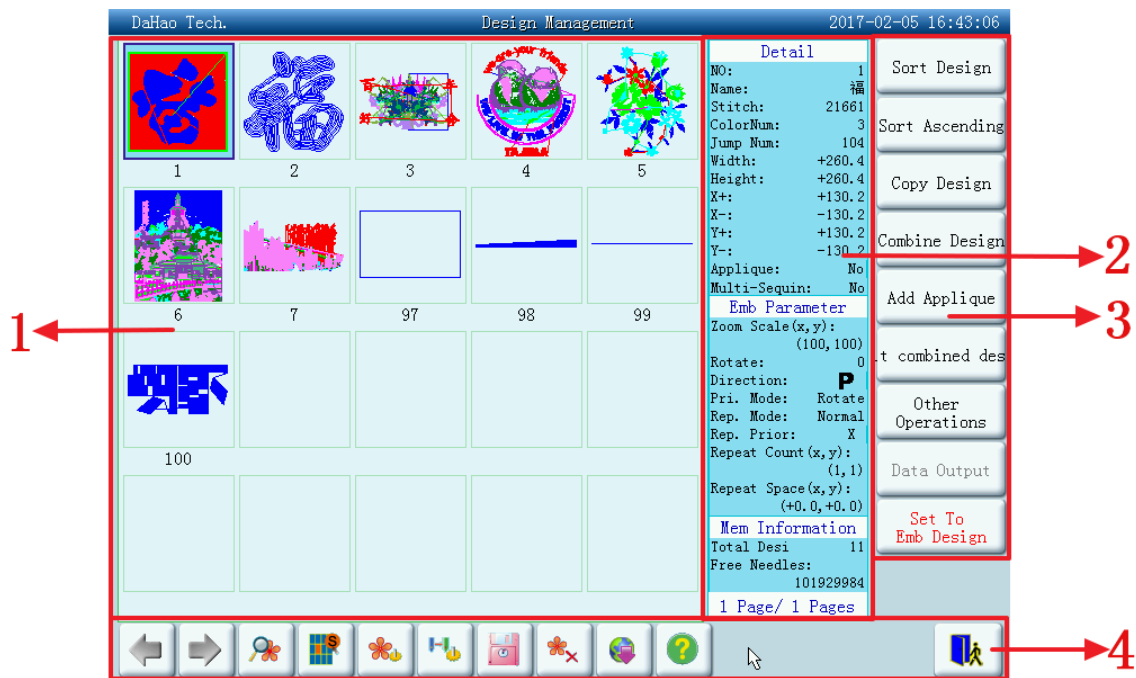 DaHao Tech. Design Management 2017-02-05 16:43:06
1 2 3 4 5
6 7 97 98 99
100
Detail
NO: 1
Name: 福
Stitch: 21661
ColorNum: 3
Jump Num: 104
Width: +260.4
Height: +260.4
X+: +130.2
X-: -130.2
Y+: +130.2
Y-: -130.2
Applique: No
Multi-Sequin: No
Emb Parameter
Zoom Scale(x,y):
(100,100)
Rotate: 0
Direction: P
Pri. Mode: Rotate
Rep. Mode: Normal
Rep. Prior: X
Repeat Count(x,y):
(1,1)
Repeat Space(x,y):
(+0.0,+0.0)
Mem Information
Total Desi 11
Free Needles:
101929984
1 Page/ 1 Pages
Sort Design
Sort Ascending
Copy Design
Combine Design
Add Applique
t combined des
Other
Operations
Data Output
Set To
Emb Design
S
?
1
2
3
4